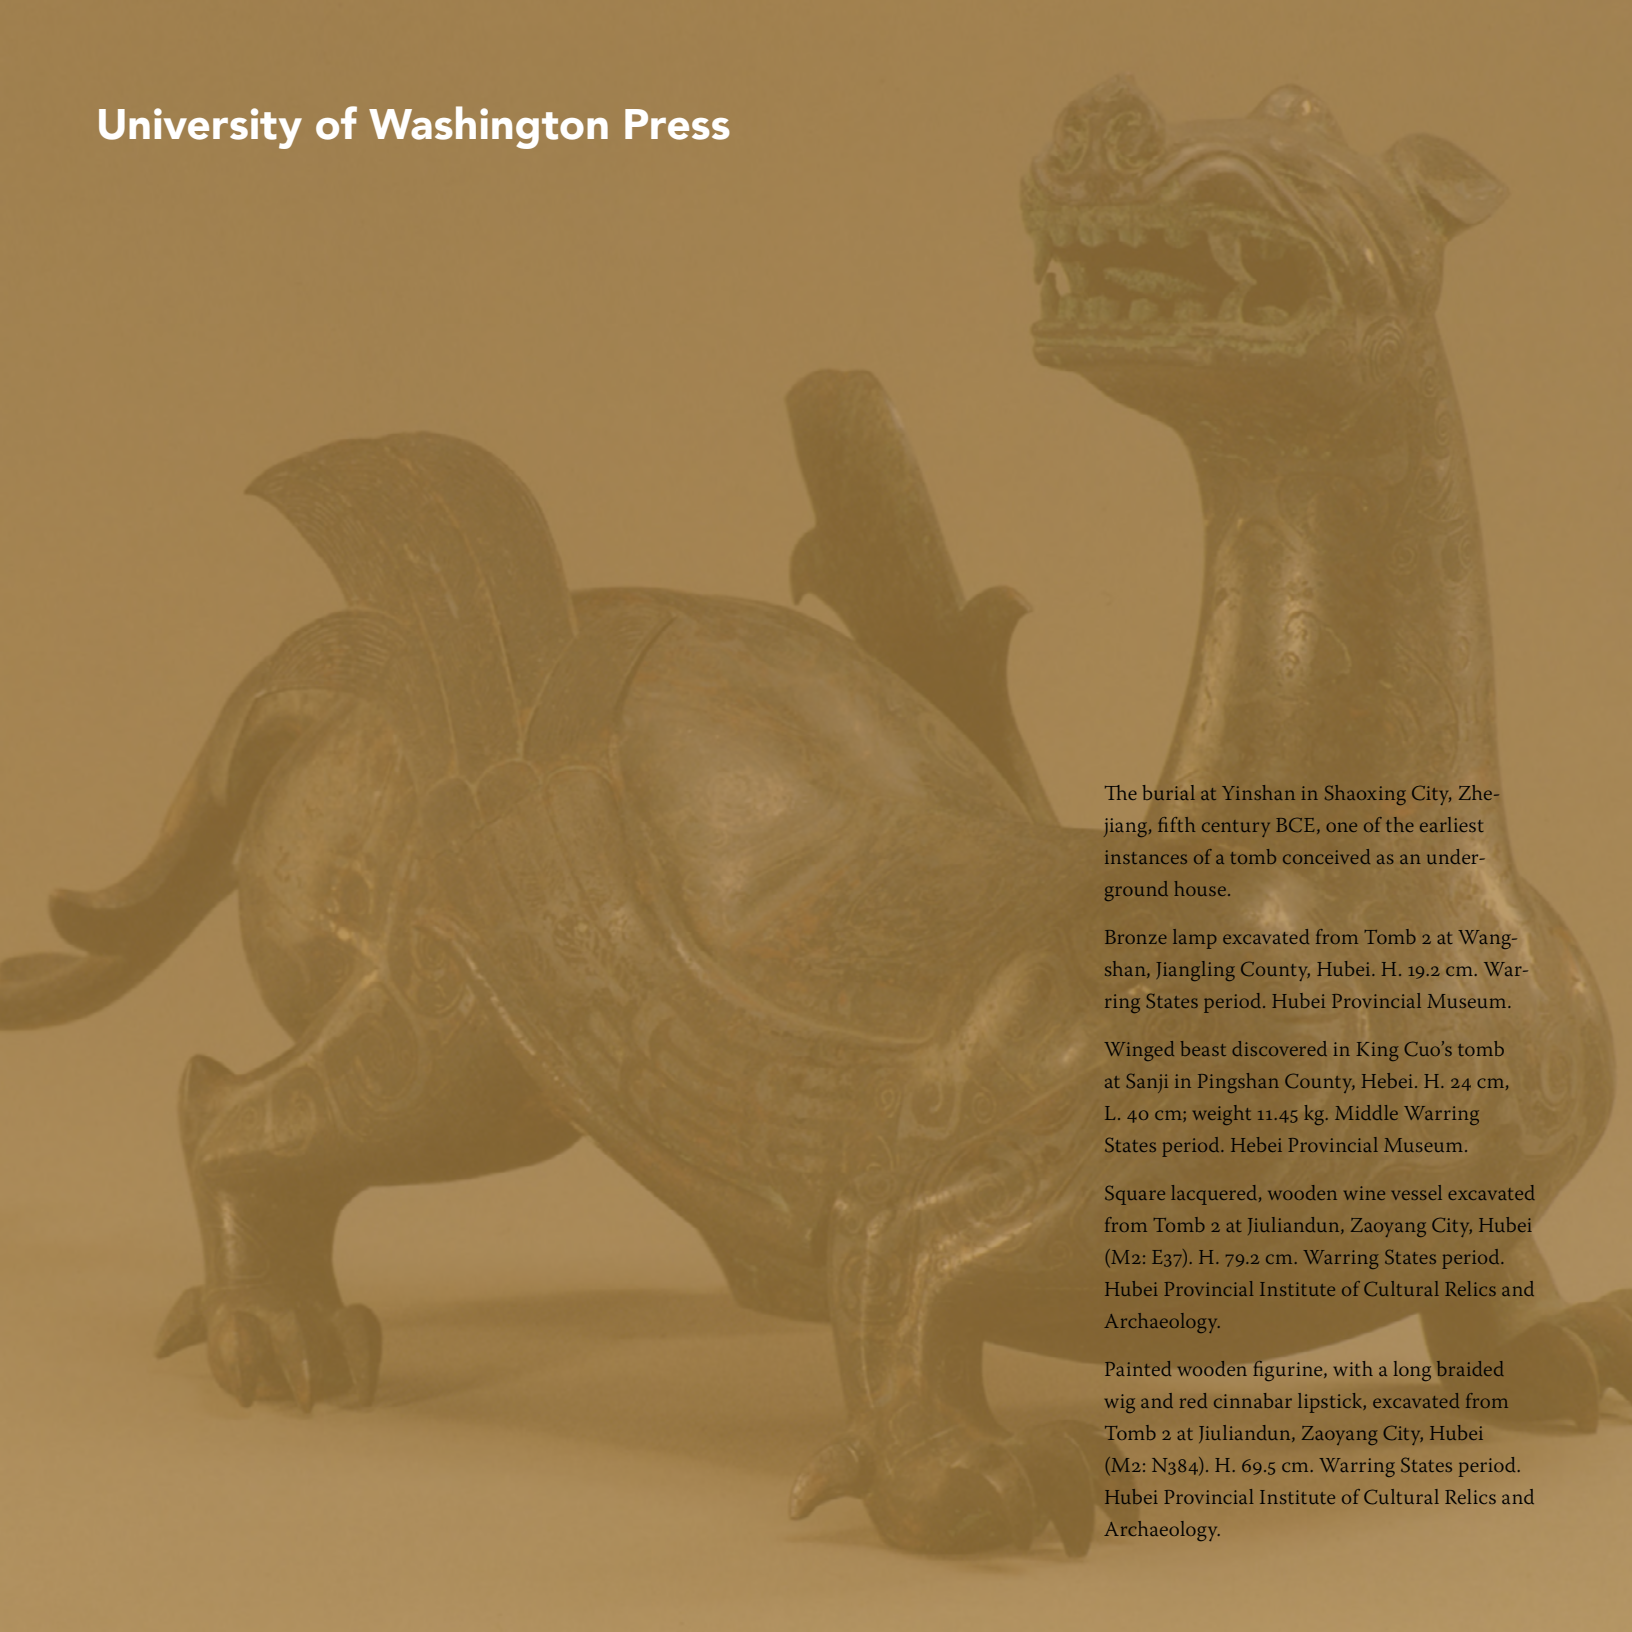 University of Washington Press
The burial at Yinshan in Shaoxing City, Zhe-
jiang, fifth century BCE, one of the earliest
instances of a tomb conceived as an under-
ground house.
Bronze lamp excavated from Tomb 2 at Wang-
shan, Jiangling County, Hubei. H. 19.2 cm. War-
ring States period. Hubei Provincial Museum.
Winged beast discovered in King Cuo’s tomb
at Sanji in Pingshan County, Hebei. H. 24 cm,
L. 40 cm; weight 11.45 kg. Middle Warring
States period. Hebei Provincial Museum.
Square lacquered, wooden wine vessel excavated
from Tomb 2 at Jiuliandun, Zaoyang City, Hubei
(M2: E37). H. 79.2 cm. Warring States period.
Hubei Provincial Institute of Cultural Relics and
Archaeology.
Painted wooden figurine, with a long braided
wig and red cinnabar lipstick, excavated from
Tomb 2 at Jiuliandun, Zaoyang City, Hubei
(M2: N384). H. 69.5 cm. Warring States period.
Hubei Provincial Institute of Cultural Relics and
Archaeology.